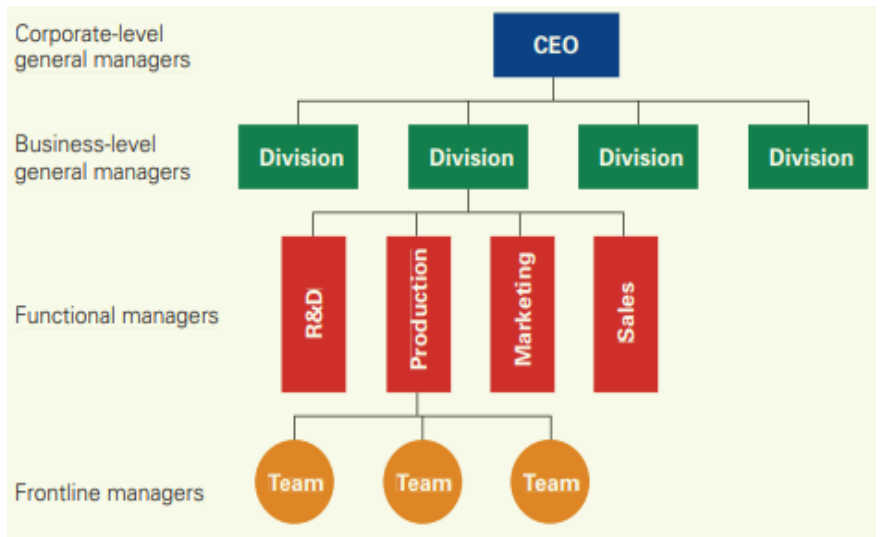 Corporate-level
general managers
CEO
Business-level
general managers
Division
Division
Division
Division
Functional managers
R&D
Production
Marketing
Sales
Frontline managers
Team
Team
Team